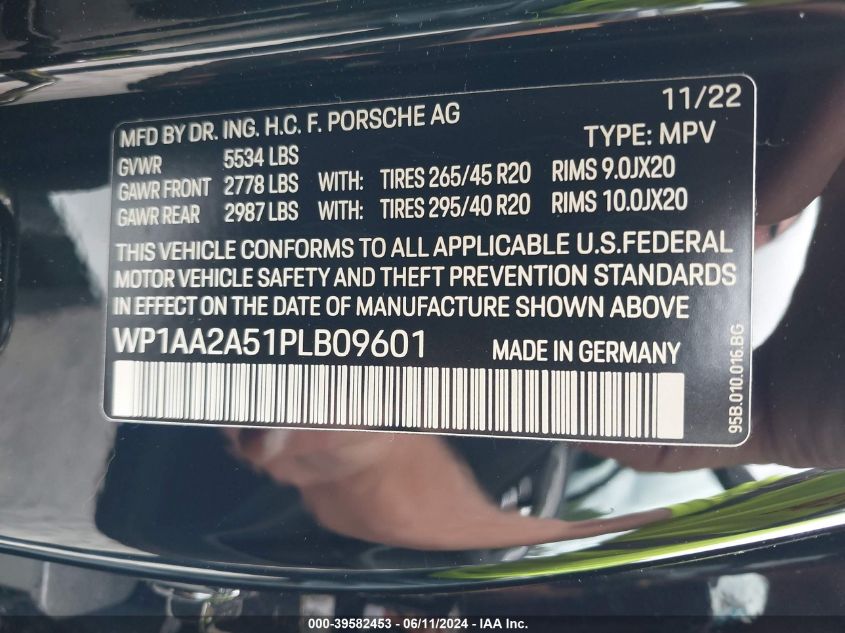 11/22
MFD BY DR. ING. H.C. F. PORSCHE AG
TYPE: MPV
GVWR 5534 LBS
GAWR FRONT 2778 LBS WITH: TIRES 265/45 R20 RIMS 9.0JX20
GAWR REAR 2987 LBS WITH: TIRES 295/40 R20 RIMS 10.0JX20
THIS VEHICLE CONFORMS TO ALL APPLICABLE U.S.FEDERAL
MOTOR VEHICLE SAFETY AND THEFT PREVENTION STANDARDS
IN EFFECT ON THE DATE OF MANUFACTURE SHOWN ABOVE
WP1AA2A51PLB09601 MADE IN GERMANY
95B.010.016.BG
000-39582453 - 06/11/2024 - IAA Inc.